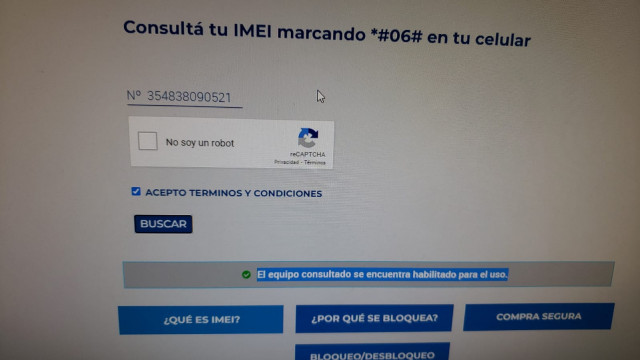 Consultá tu IMEI marcando *#06# en tu celular
Nº 354838090521
No soy un robot
reCAPTCHA
Privacidad - Términos
ACEPTO TERMINOS Y CONDICIONES
BUSCAR
El equipo consultado se encuentra habilitado para el uso.
¿QUÉ ES IMEI?
¿POR QUÉ SE BLOQUEA?
COMPRA SEGURA
BLOQUEO/DESBLOQUEO